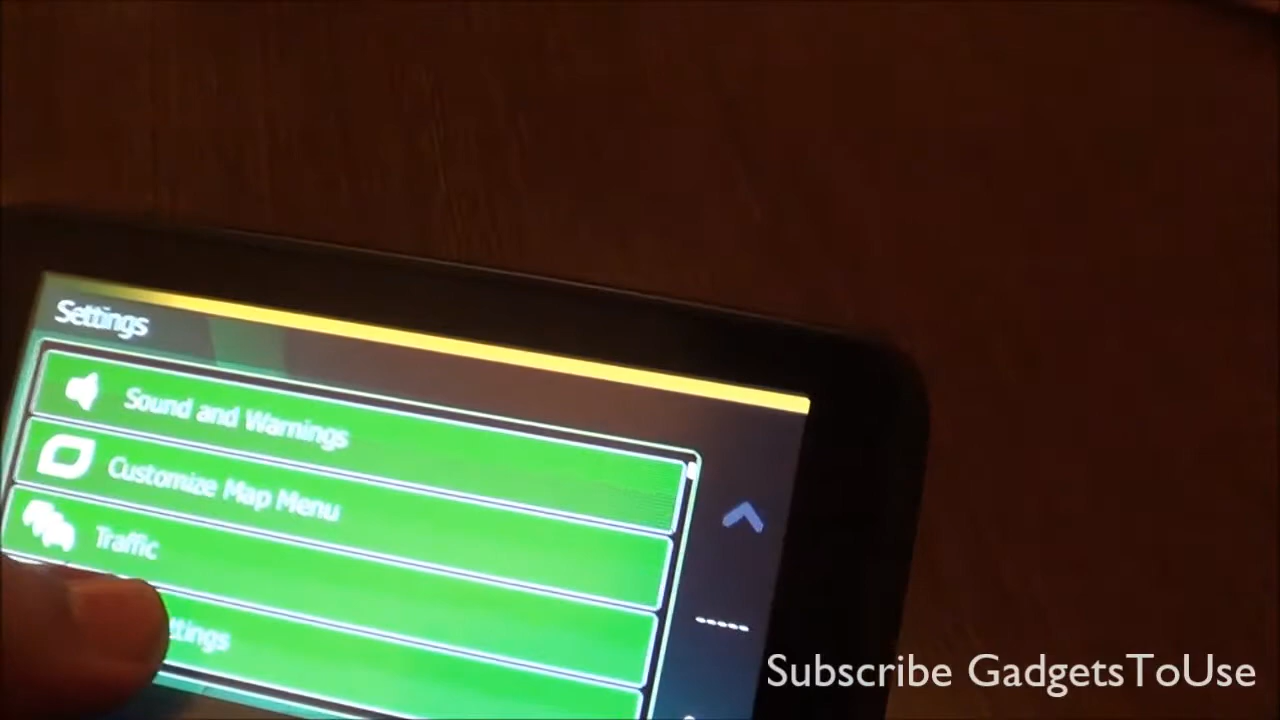 Settings
Sound and Warnings
Customize Map Menu
Traffic
Subscribe GadgetsToUse